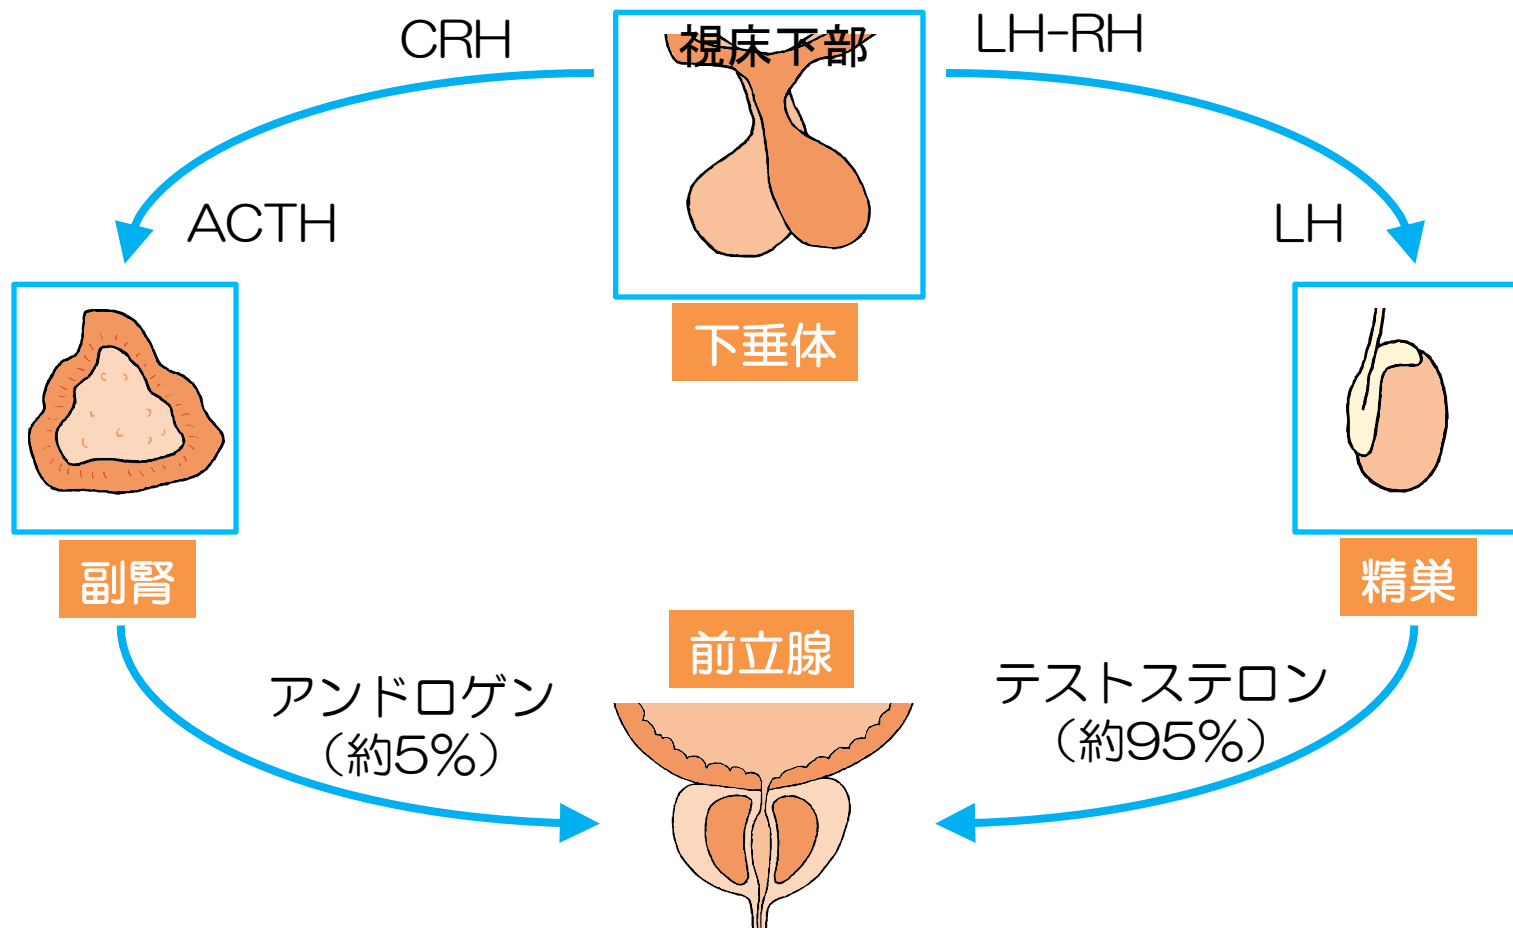 CRH
視床下部
LH-RH
ACTH
LH
下垂体
副腎
精巣
前立腺
アンドロゲン
（約5%）
テストステロン
（約95%）